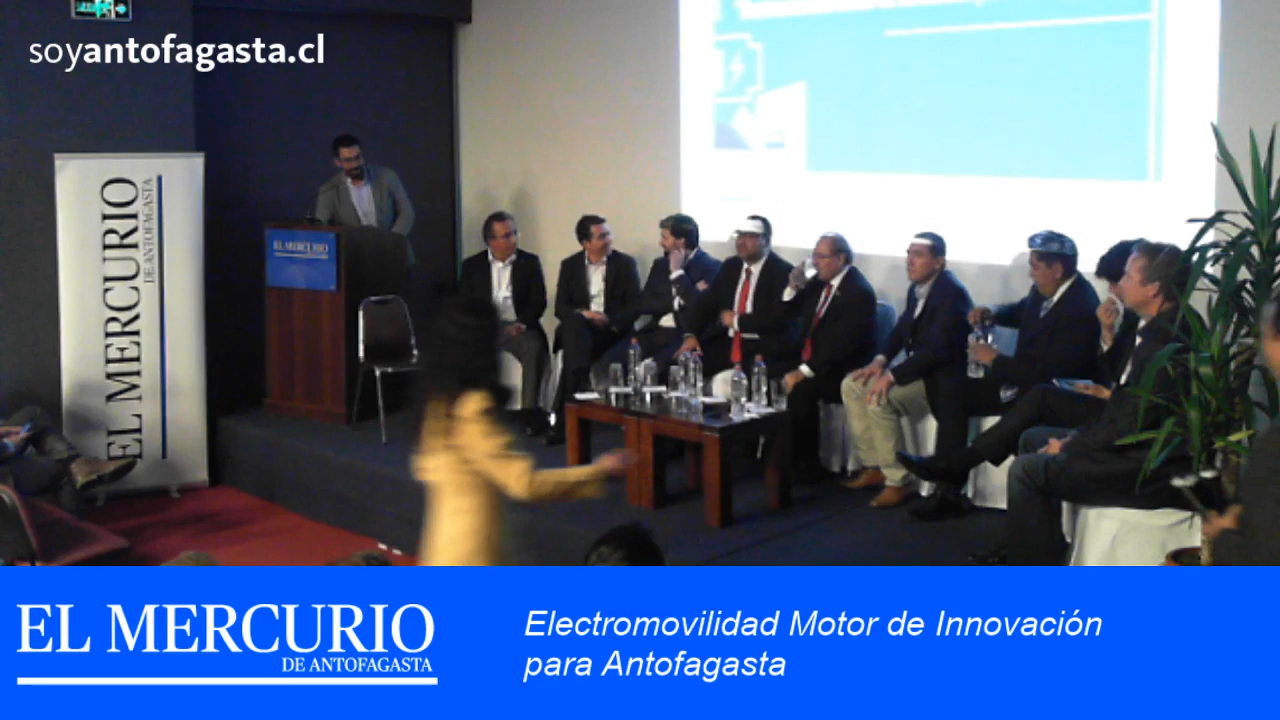 soyantofagasta.cl
EL MERCURIO
DE ANTOFAGASTA
EL MERCURIO
EL MERCURIO
DE ANTOFAGASTA
Electromovilidad Motor de Innovación
para Antofagasta